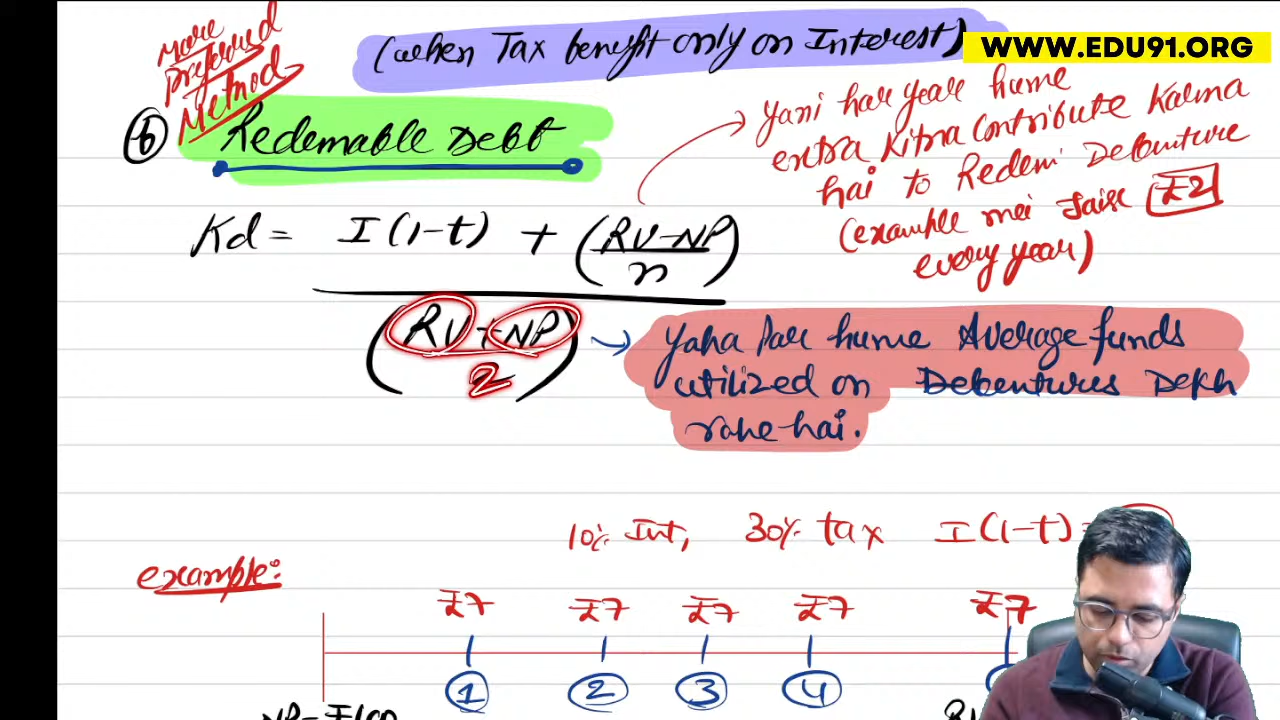 (when Tax benefit only on Interest)
WWW.EDU91.ORG
More
preferred
Method
(b) Redemable Debt
Kd = I(1-t) + (RV-NP/n)
(RV+NP/2)
yani har year hume
extra Kitna Contribute Karna
hai to Redem Debenture
(example mei Jaise ₹2
every year)
yaha Par hume Average funds
utilized on Debentures Dekh
rahe hai.
10% Int, 30% tax I(1-t) =
example:
₹7 ₹7 ₹7 ₹7 ₹7
1 2 3 4
NP = ₹100
RV